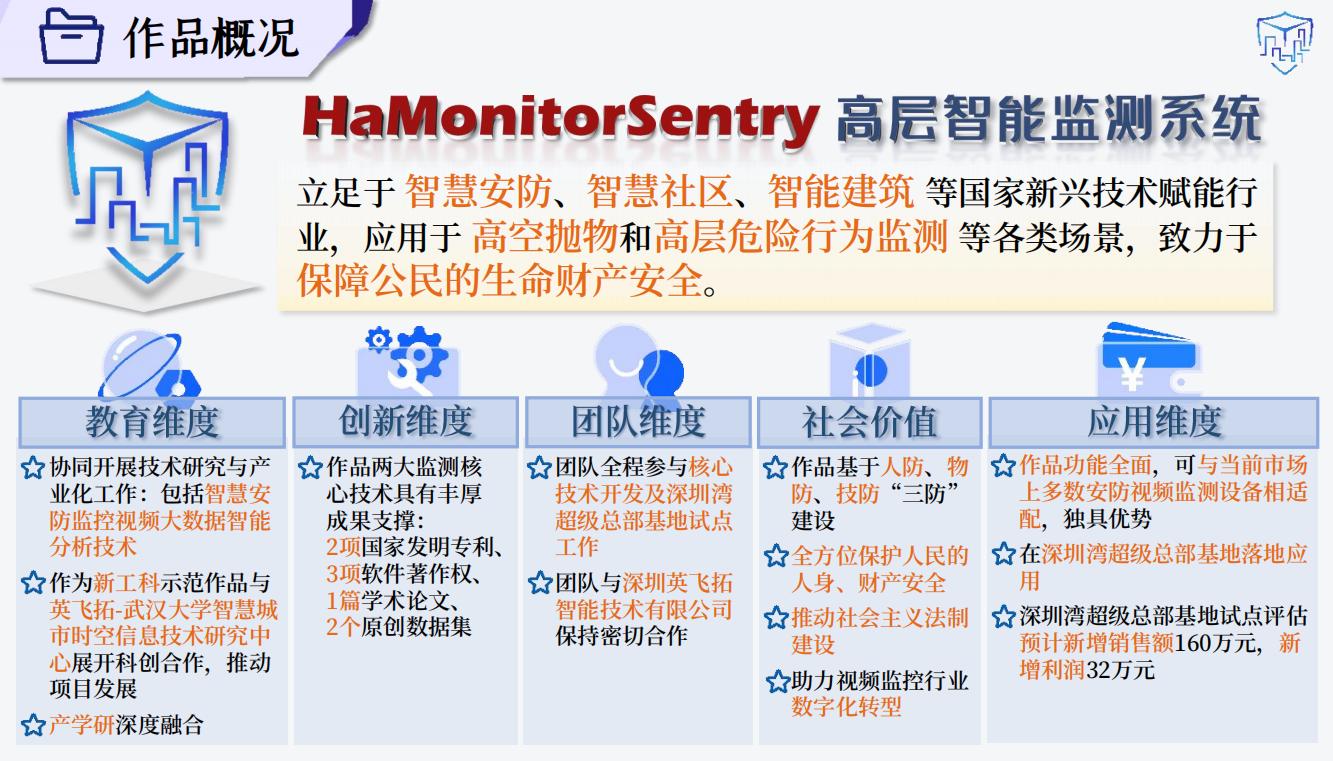 作品概况
HaMonitorSentry 高层智能监测系统
立足于 智慧安防、智慧社区、智能建筑 等国家新兴技术赋能行
业，应用于 高空抛物和高层危险行为监测 等各类场景，致力于
保障公民的生命财产安全。
教育维度
协同开展技术研究与产
业化工作：包括智慧安
防监控视频大数据智能
分析技术
作为新工科示范作品与
英飞拓-武汉大学智慧城
市时空信息技术研究中
心展开科创合作，推动
项目发展
产学研深度融合
创新维度
作品两大监测核
心技术具有丰厚
成果支撑：
2项国家发明专利、
3项软件著作权、
1篇学术论文、
2个原创数据集
团队维度
团队全程参与核心
技术开发及深圳湾
超级总部基地试点
工作
团队与深圳英飞拓
智能技术有限公司
保持密切合作
社会价值
作品基于人防、物
防、技防“三防”
建设
全方位保护人民的
人身、财产安全
推动社会主义法制
建设
助力视频监控行业
数字化转型
¥
应用维度
作品功能全面，可与当前市场
上多数安防视频监测设备相适
配，独具优势
在深圳湾超级总部基地落地应
用
深圳湾超级总部基地试点评估
预计新增销售额160万元，新
增利润32万元